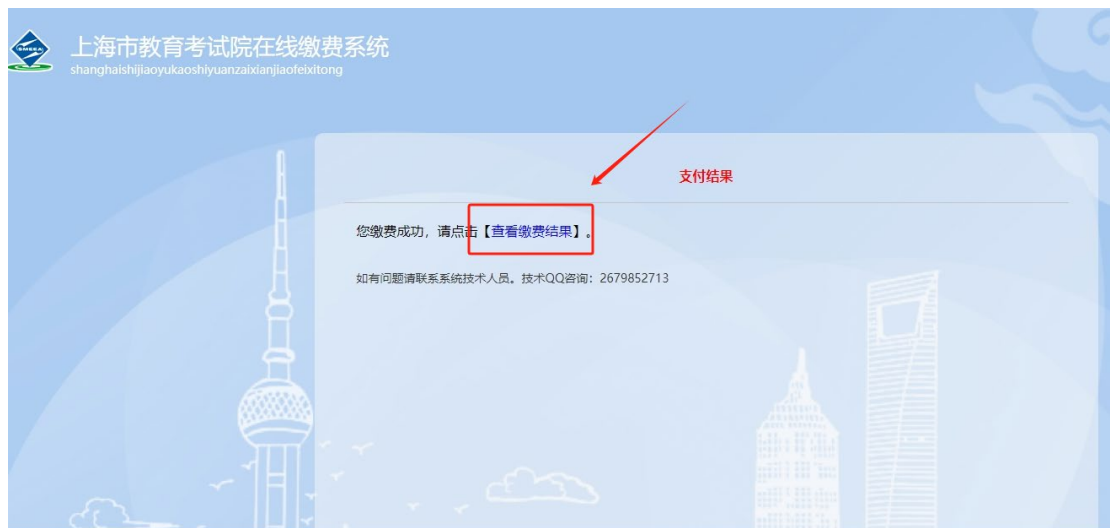 SMEEA
上海市教育考试院在线缴费系统
shanghaishijiaoyukaoshiyuanzaixianjiaofeixitong
支付结果
您缴费成功，请点击【查看缴费结果】。
如有问题请联系系统技术人员。技术QQ咨询：2679852713